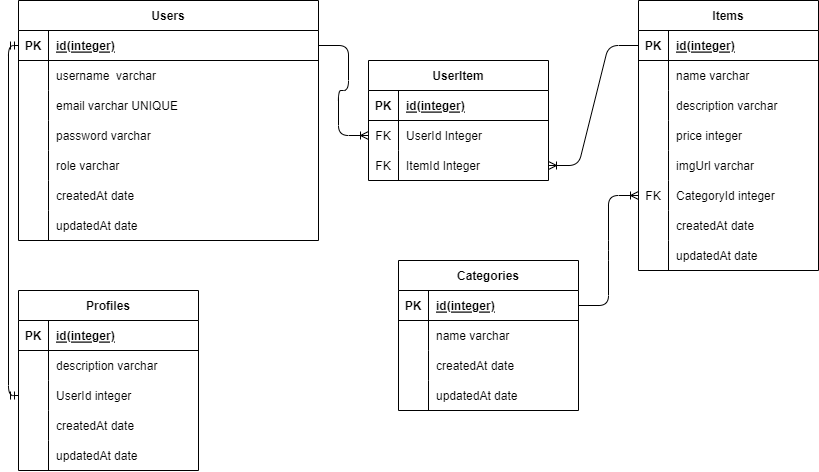 Users
PK id(integer)
username varchar
email varchar UNIQUE
password varchar
role varchar
createdAt date
updatedAt date
UserItem
PK id(integer)
FK UserId Integer
FK ItemId Integer
Items
PK id(integer)
name varchar
description varchar
price integer
imgUrl varchar
FK CategoryId integer
createdAt date
updatedAt date
Profiles
PK id(integer)
description varchar
UserId integer
createdAt date
updatedAt date
Categories
PK id(integer)
name varchar
createdAt date
updatedAt date